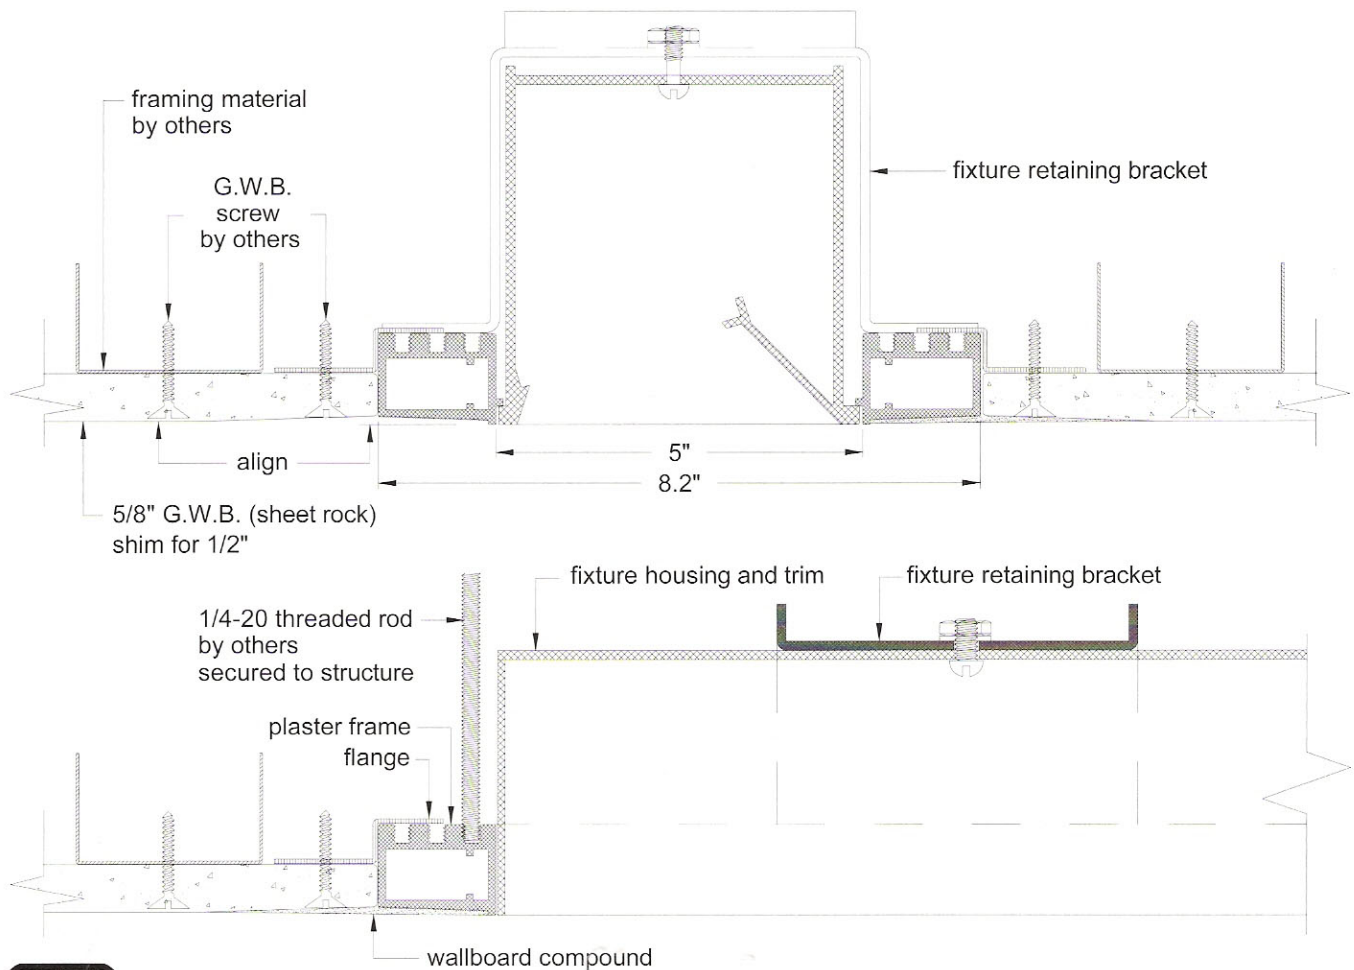 framing material
by others
G.W.B.
screw
by others
fixture retaining bracket
align
5"
8.2"
5/8" G.W.B. (sheet rock)
shim for 1/2"
fixture housing and trim
fixture retaining bracket
1/4-20 threaded rod
by others
secured to structure
plaster frame
flange
wallboard compound